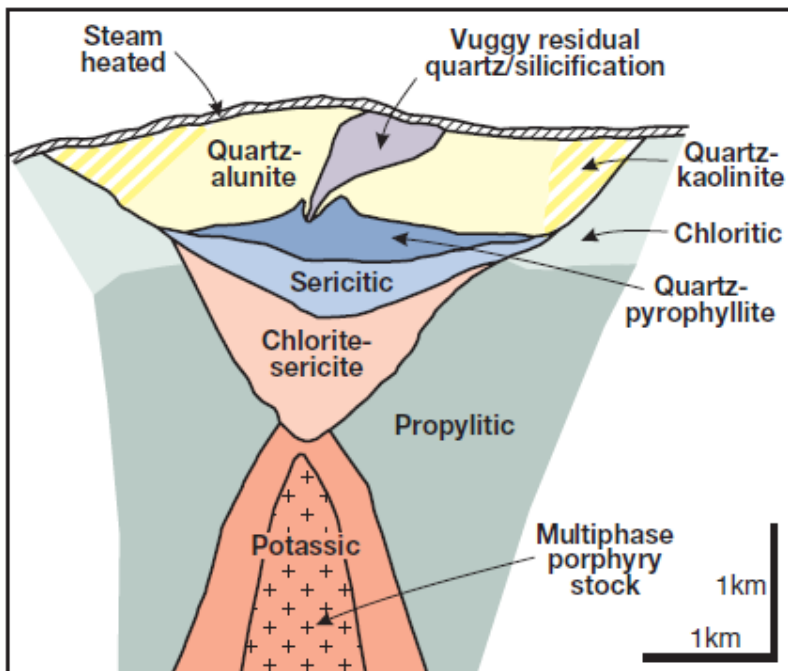 Steam
heated
Vuggy residual
quartz/silicification
Quartz-
alunite
Quartz-
kaolinite
Chloritic
Sericitic
Quartz-
pyrophyllite
Chlorite-
sericite
Propylitic
Potassic
Multiphase
porphyry
stock
1km
1km